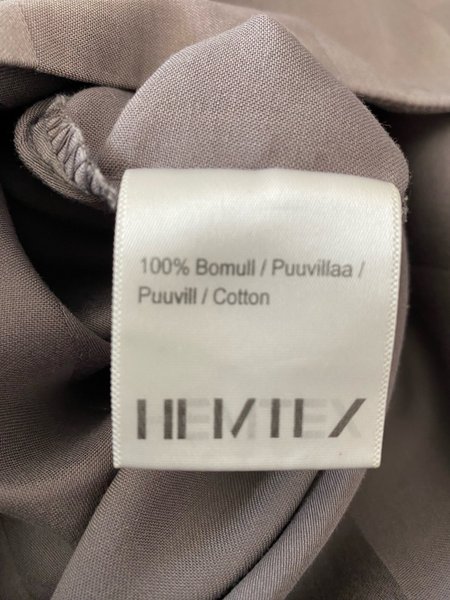 100% Bomull / Puuvillaa /
Puuvill / Cotton
HEMTEX